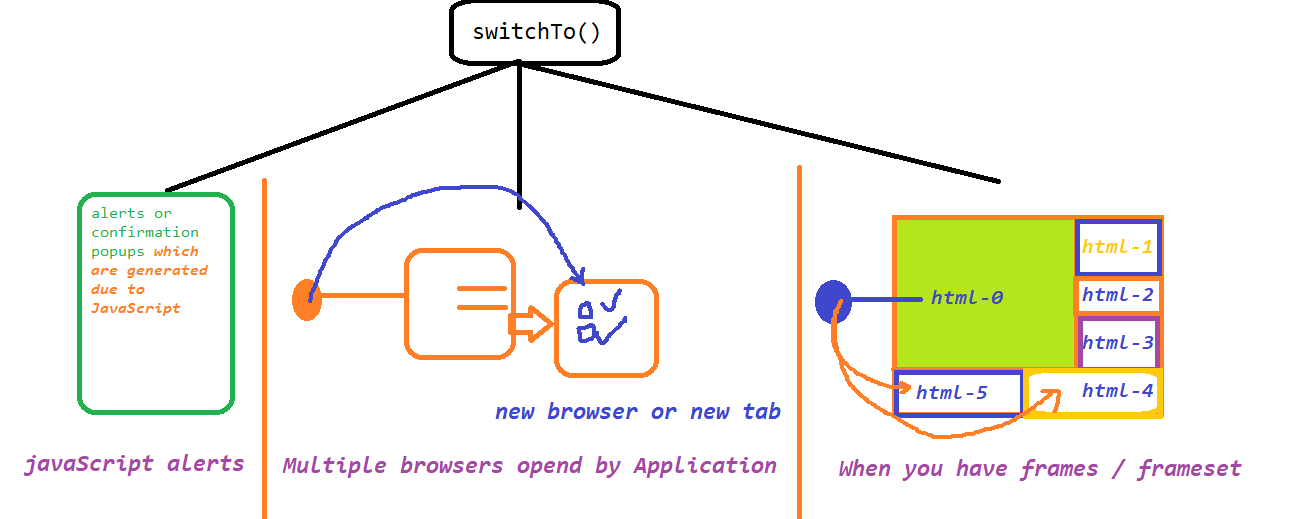 switchTo()
alerts or
confirmation
popups which
are generated
due to
JavaScript
new browser or new tab
html-0
html-1
html-2
html-3
html-5
html-4
javaScript alerts
Multiple browsers opend by Application
When you have frames / frameset